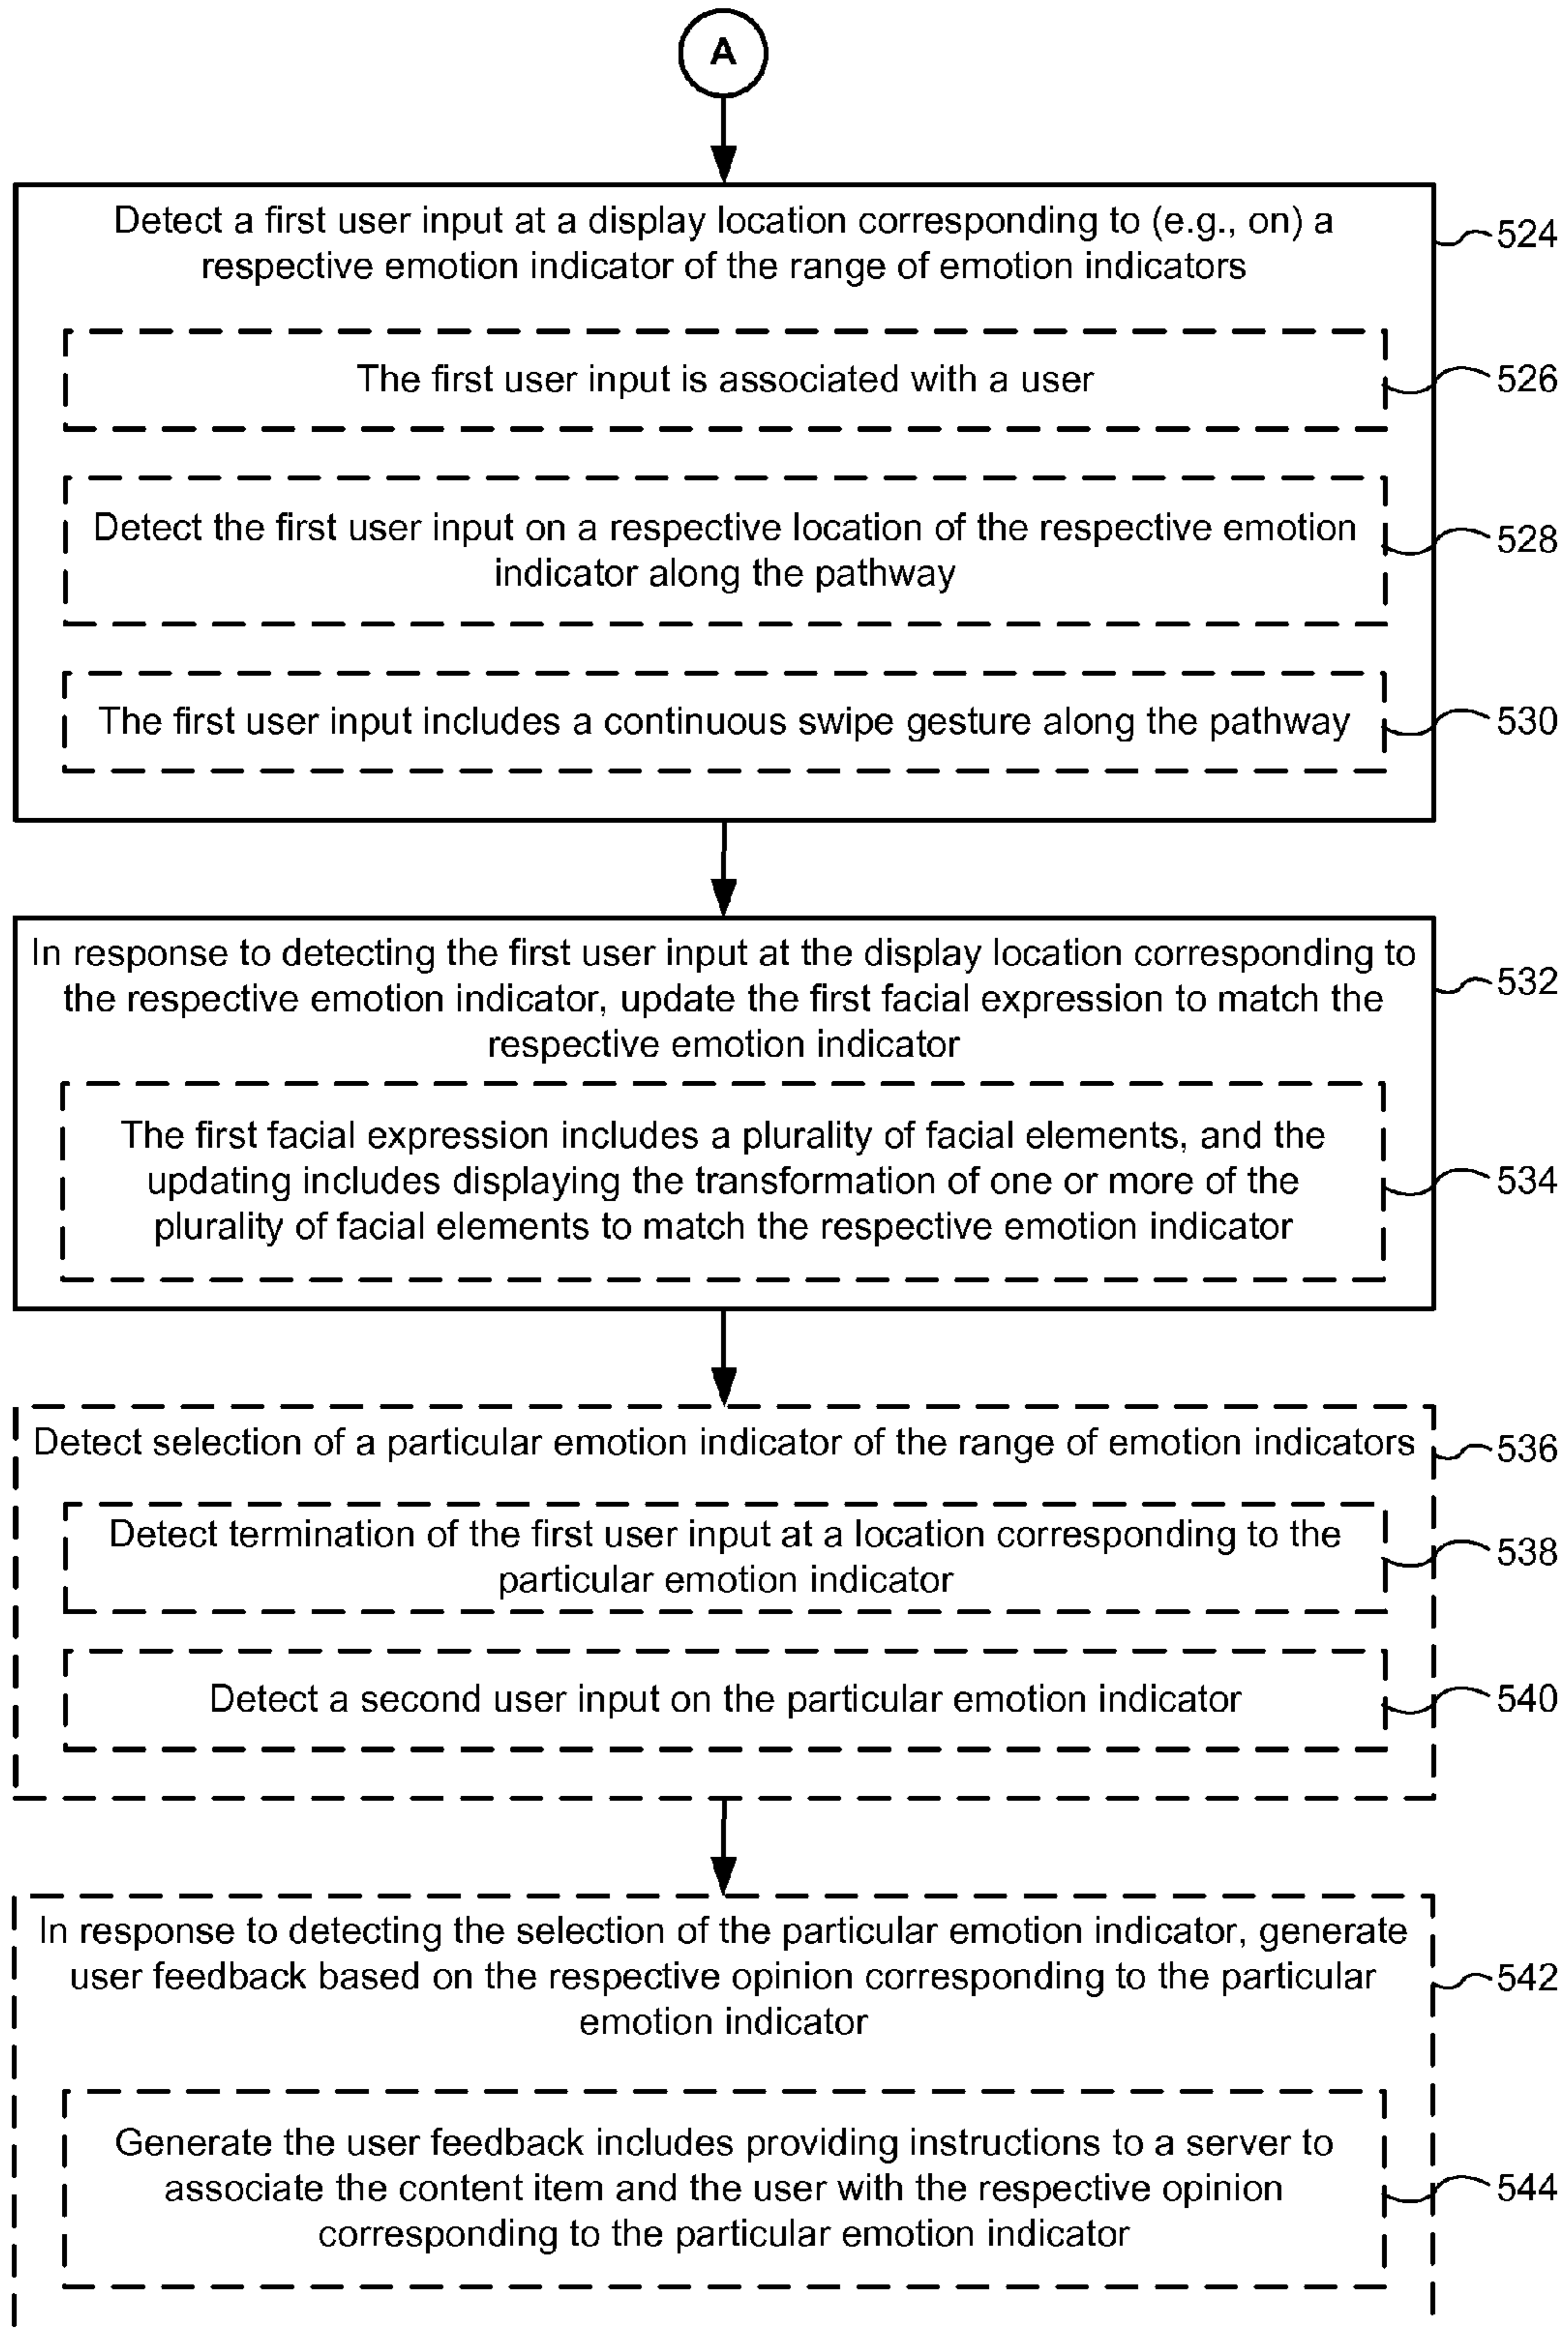 A
Detect a first user input at a display location corresponding to (e.g., on) a
respective emotion indicator of the range of emotion indicators
524
The first user input is associated with a user
526
Detect the first user input on a respective location of the respective emotion
indicator along the pathway
528
The first user input includes a continuous swipe gesture along the pathway
530
In response to detecting the first user input at the display location corresponding to
the respective emotion indicator, update the first facial expression to match the
respective emotion indicator
532
The first facial expression includes a plurality of facial elements, and the
updating includes displaying the transformation of one or more of the
plurality of facial elements to match the respective emotion indicator
534
Detect selection of a particular emotion indicator of the range of emotion indicators
536
Detect termination of the first user input at a location corresponding to the
particular emotion indicator
538
Detect a second user input on the particular emotion indicator
540
In response to detecting the selection of the particular emotion indicator, generate
user feedback based on the respective opinion corresponding to the particular
emotion indicator
542
Generate the user feedback includes providing instructions to a server to
associate the content item and the user with the respective opinion
corresponding to the particular emotion indicator
544